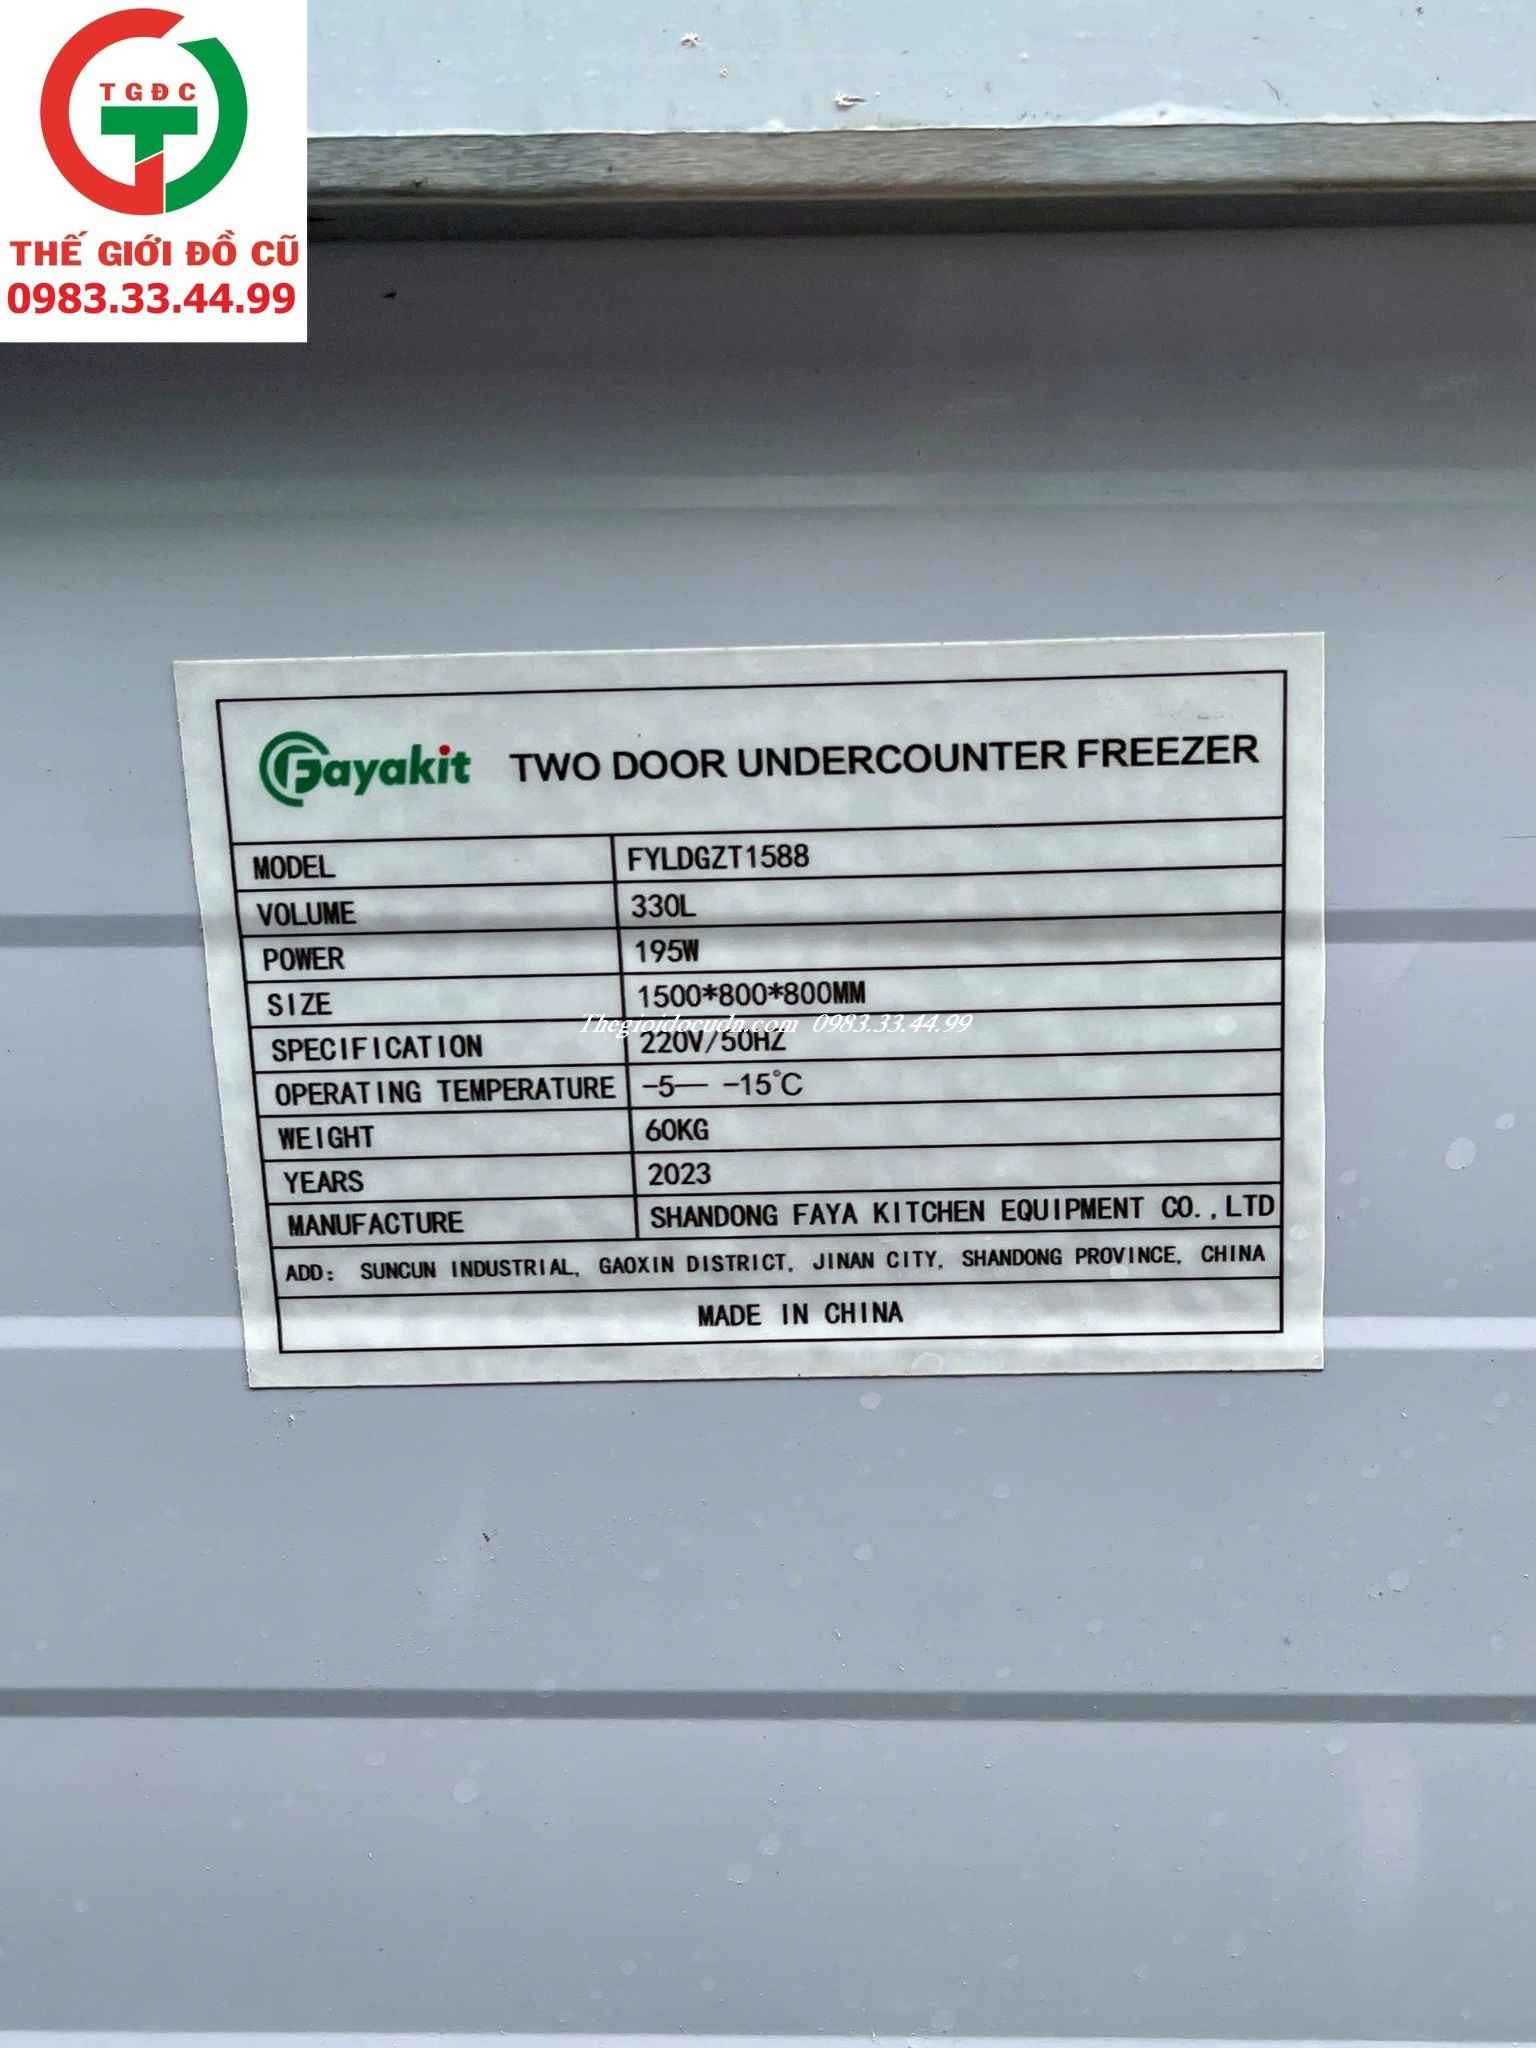 TGĐC
THẾ GIỚI ĐỒ CŨ
0983.33.44.99
Fayakit TWO DOOR UNDERCOUNTER FREEZER
MODEL FYLDGZT1588
VOLUME 330L
POWER 195W
SIZE 1500*800*800MM
Thegioidocudn.com 0983.33.44.99
SPECIFICATION 220V/50HZ
OPERATING TEMPERATURE -5— -15℃
WEIGHT 60KG
YEARS 2023
MANUFACTURE SHANDONG FAYA KITCHEN EQUIPMENT CO.,LTD
ADD: SUNCUN INDUSTRIAL, GAOXIN DISTRICT, JINAN CITY, SHANDONG PROVINCE, CHINA
MADE IN CHINA